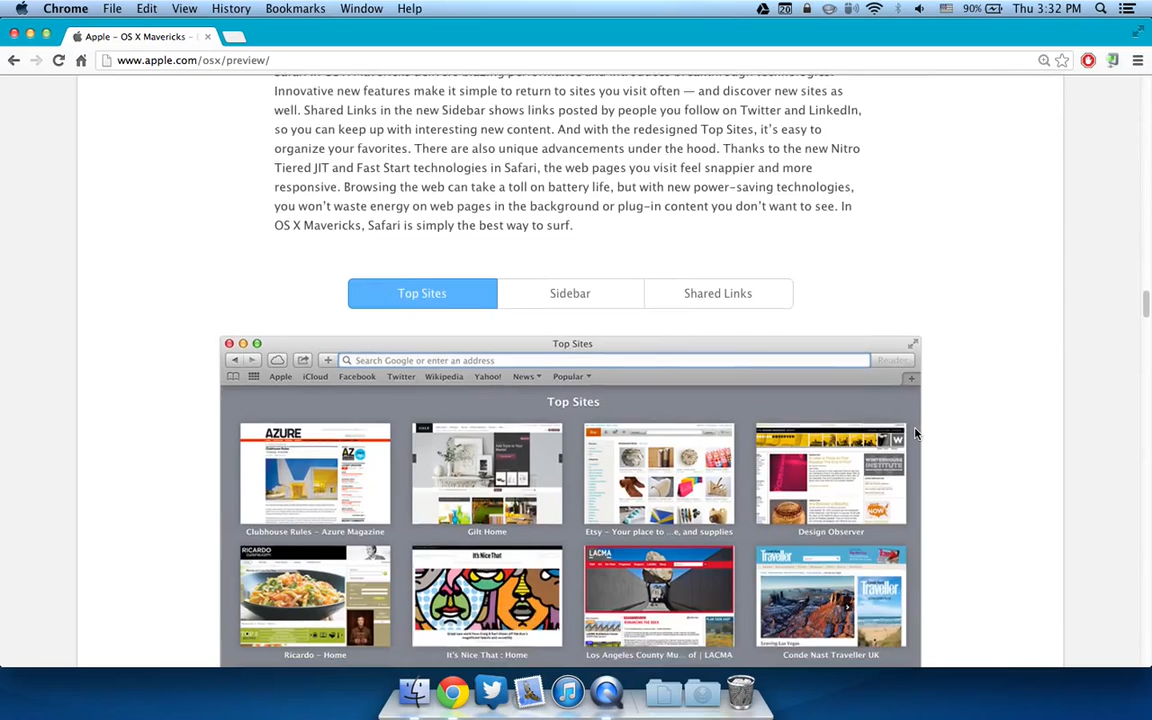 Chrome File Edit View History Bookmarks Window Help 20 90% Thu 3:32 PM
Apple – OS X Mavericks –
www.apple.com/osx/preview/
Innovative new features make it simple to return to sites you visit often — and discover new sites as
well. Shared Links in the new Sidebar shows links posted by people you follow on Twitter and LinkedIn,
so you can keep up with interesting new content. And with the redesigned Top Sites, it’s easy to
organize your favorites. There are also unique advancements under the hood. Thanks to the new Nitro
Tiered JIT and Fast Start technologies in Safari, the web pages you visit feel snappier and more
responsive. Browsing the web can take a toll on battery life, but with new power-saving technologies,
you won’t waste energy on web pages in the background or plug-in content you don’t want to see. In
OS X Mavericks, Safari is simply the best way to surf.
Top Sites Sidebar Shared Links
Top Sites
Search Google or enter an address Reader
Apple iCloud Facebook Twitter Wikipedia Yahoo! News Popular
Top Sites
AZURE
Clubhouse Rules – Azure Magazine Gilt Home Etsy – Your place to ...e, and supplies Design Observer
RICARDO LACMA Traveller
Ricardo – Home It's Nice That : Home Los Angeles County Mu... of | LACMA Conde Nast Traveller UK